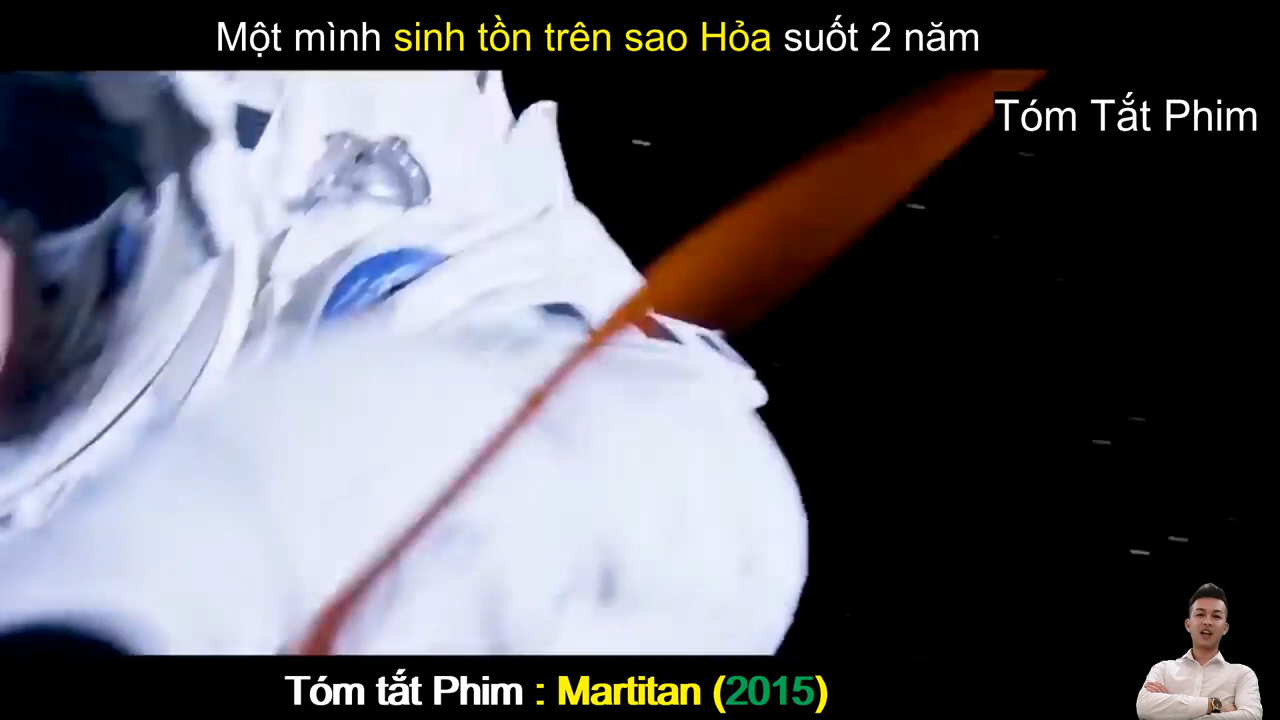 Một mình sinh tồn trên sao Hỏa suốt 2 năm
Tóm Tắt Phim
Tóm tắt Phim : Martitan (2015)